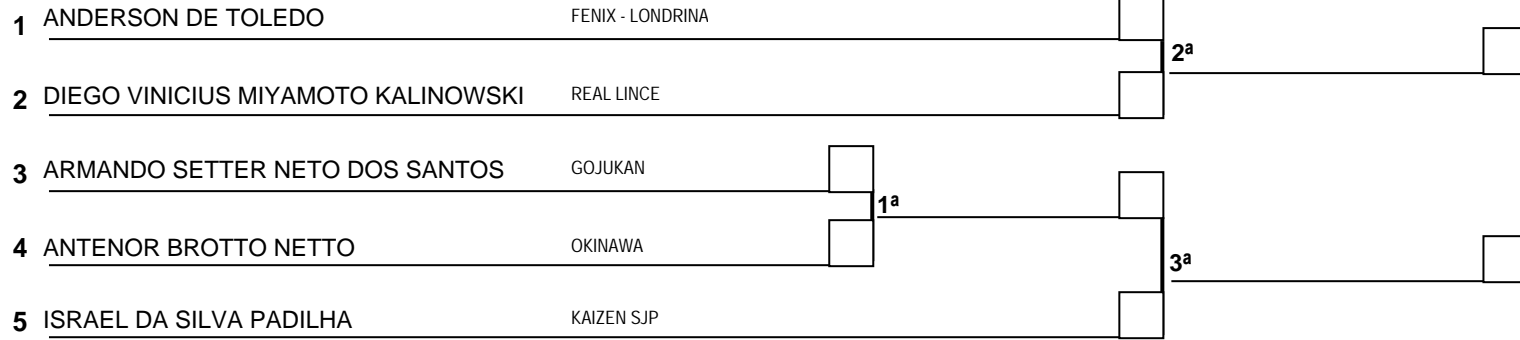 1 ANDERSON DE TOLEDO FENIX - LONDRINA
2ª
2 DIEGO VINICIUS MIYAMOTO KALINOWSKI REAL LINCE
3 ARMANDO SETTER NETO DOS SANTOS GOJUKAN
1ª
4 ANTENOR BROTTO NETTO OKINAWA
3ª
5 ISRAEL DA SILVA PADILHA KAIZEN SJP